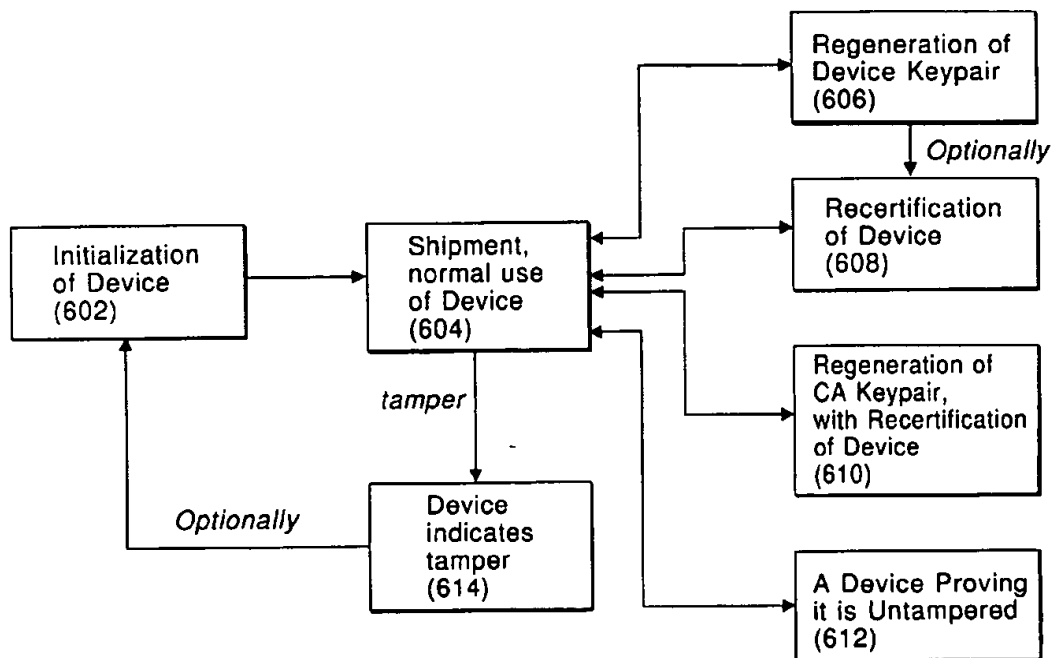 Regeneration of
Device Keypair
(606)
Optionally
Recertification
of Device
(608)
Initialization
of Device
(602)
Shipment,
normal use
of Device
(604)
Regeneration of
CA Keypair,
with Recertification
of Device
(610)
tamper
Optionally
Device
indicates
tamper
(614)
A Device Proving
it is Untampered
(612)